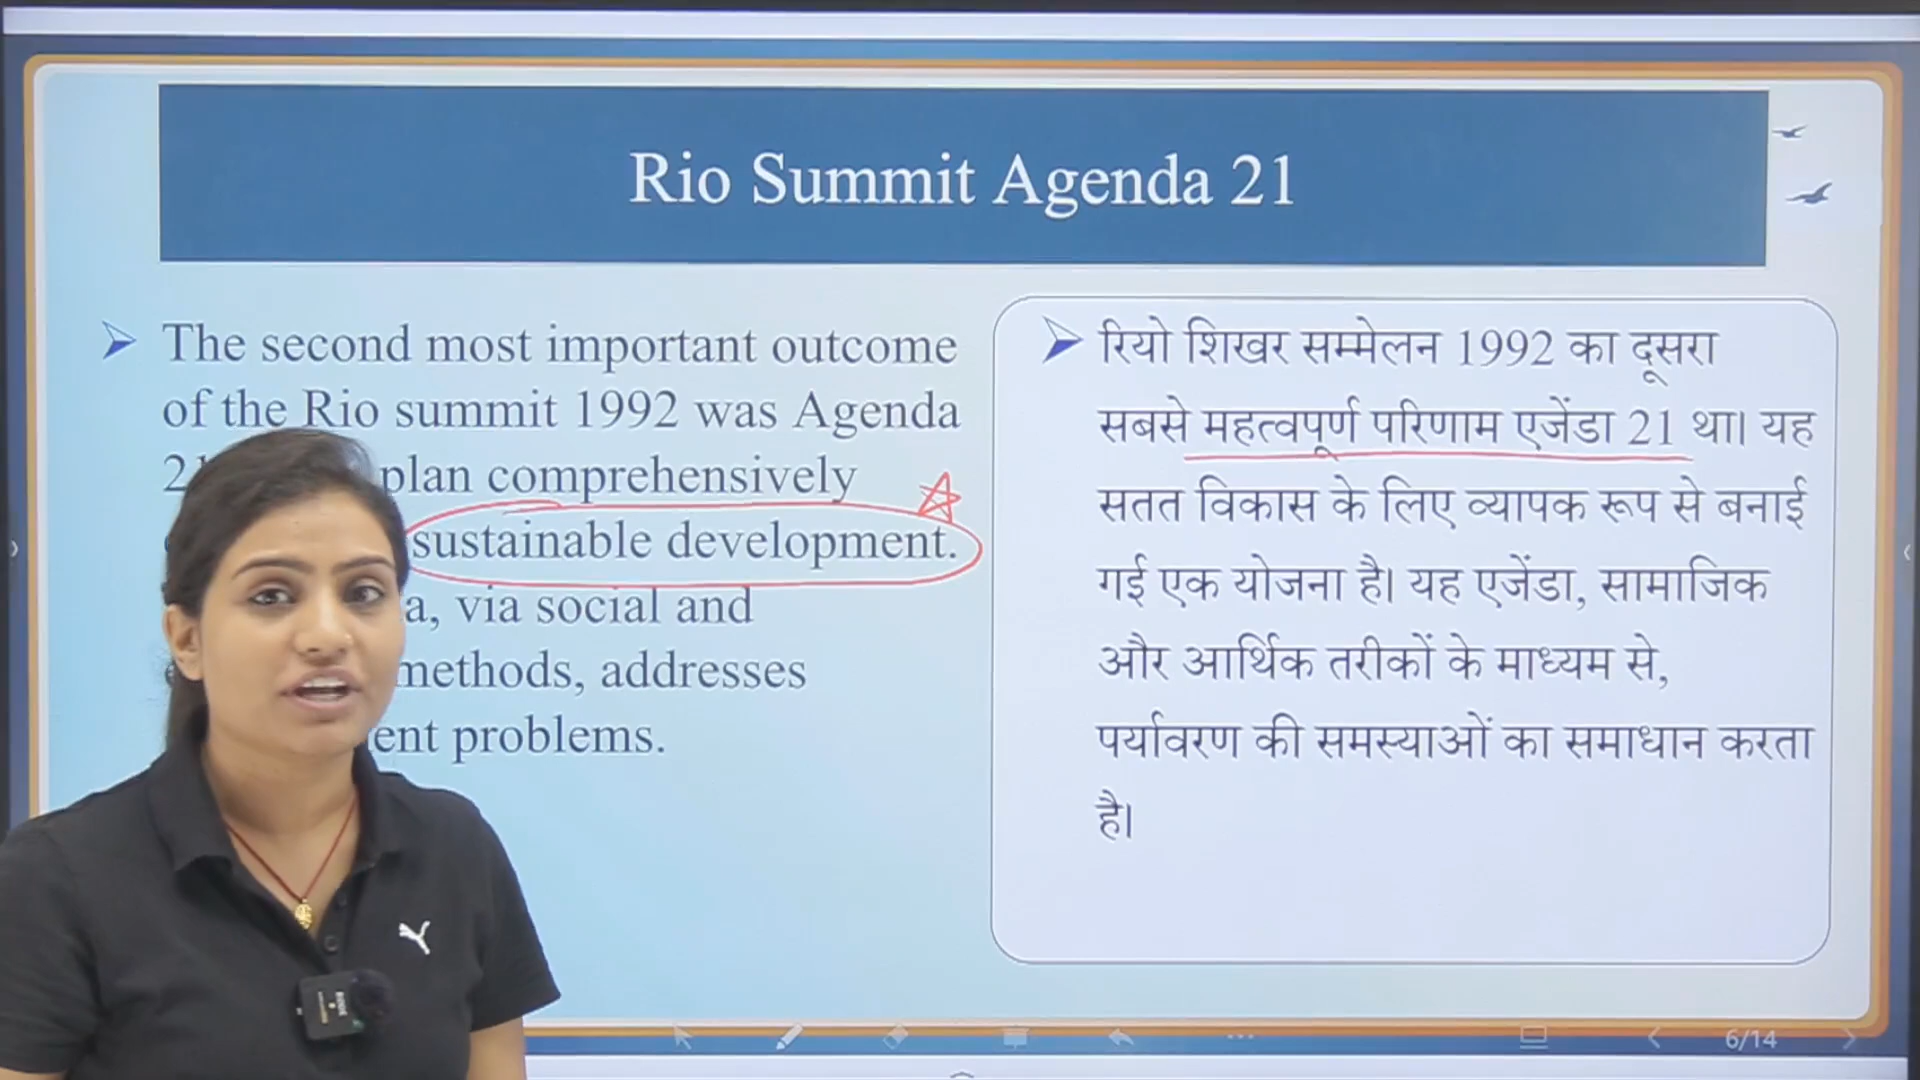 Rio Summit Agenda 21
The second most important outcome
of the Rio summit 1992 was Agenda
plan comprehensively
sustainable development.
via social and
methods, addresses
problems.
रियो शिखर सम्मेलन 1992 का दूसरा
सबसे महत्वपूर्ण परिणाम एजेंडा 21 था। यह
सतत विकास के लिए व्यापक रूप से बनाई
गई एक योजना है। यह एजेंडा, सामाजिक
और आर्थिक तरीकों के माध्यम से,
पर्यावरण की समस्याओं का समाधान करता
है।
6/14